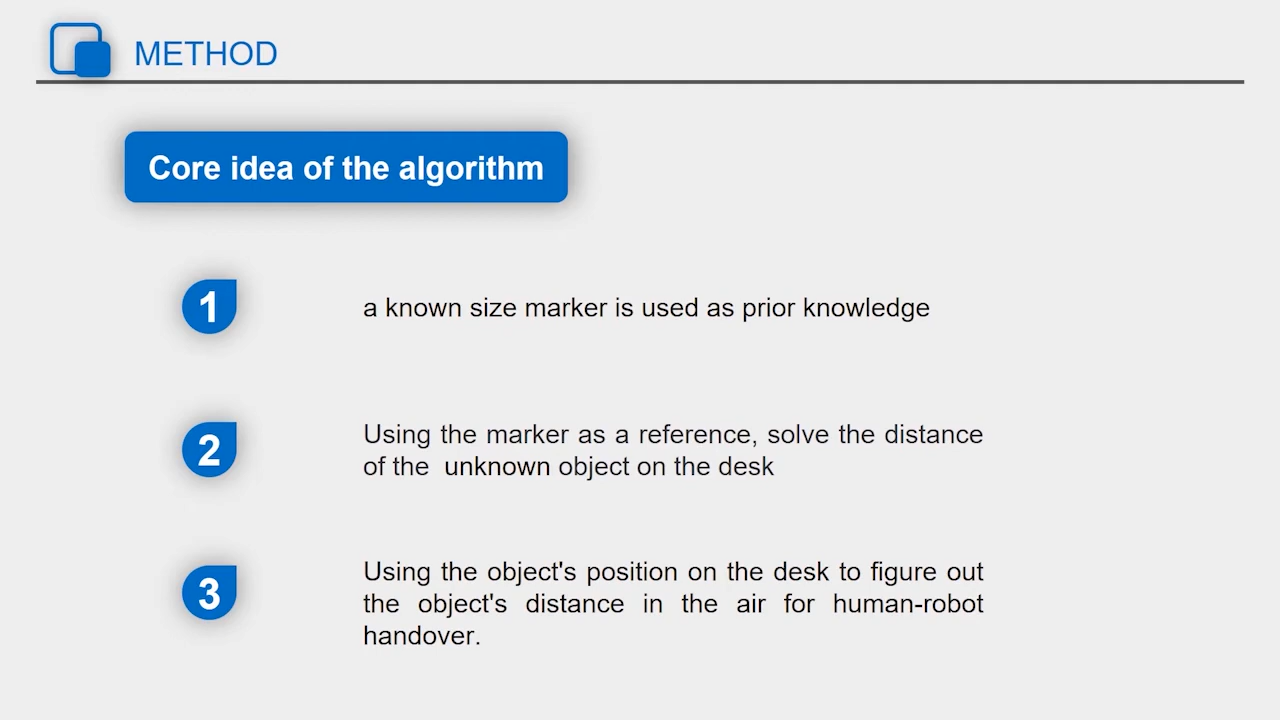 METHOD
Core idea of the algorithm
1
a known size marker is used as prior knowledge
2
Using the marker as a reference, solve the distance
of the unknown object on the desk
3
Using the object's position on the desk to figure out
the object's distance in the air for human-robot
handover.